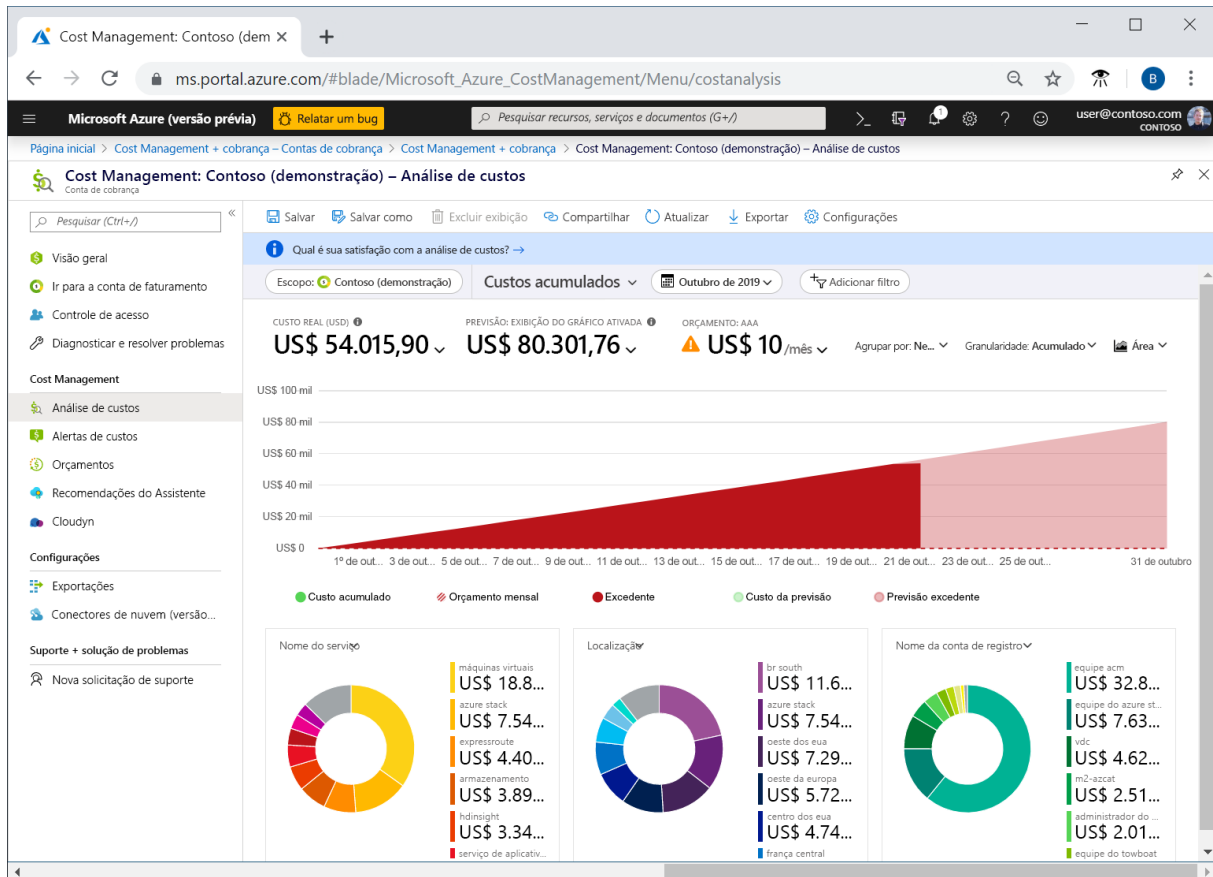 Cost Management: Contoso (dem
ms.portal.azure.com/#blade/Microsoft_Azure_CostManagement/Menu/costanalysis
B
Microsoft Azure (versão prévia)
Relatar um bug
Pesquisar recursos, serviços e documentos (G+/)
1
user@contoso.com
CONTOSO
Página inicial > Cost Management + cobrança – Contas de cobrança > Cost Management + cobrança > Cost Management: Contoso (demonstração) – Análise de custos
Cost Management: Contoso (demonstração) – Análise de custos
Conta de cobrança
Pesquisar (Ctrl+/)
Visão geral
Ir para a conta de faturamento
Controle de acesso
Diagnosticar e resolver problemas
Cost Management
Análise de custos
Alertas de custos
Orçamentos
Recomendações do Assistente
Cloudyn
Configurações
Exportações
Conectores de nuvem (versão...
Suporte + solução de problemas
Nova solicitação de suporte
Salvar Salvar como Excluir exibição Compartilhar Atualizar Exportar Configurações
Qual é sua satisfação com a análise de custos? →
Escopo: Contoso (demonstração) Custos acumulados Outubro de 2019 Adicionar filtro
CUSTO REAL (USD) PREVISÃO: EXIBIÇÃO DO GRÁFICO ATIVADA ORÇAMENTO: AAA
US$ 54.015,90 US$ 80.301,76 US$ 10 /mês
Agrupar por: Ne... Granularidade: Acumulado Área
US$ 100 mil
US$ 80 mil
US$ 60 mil
US$ 40 mil
US$ 20 mil
US$ 0
1º de out... 3 de out... 5 de out... 7 de out... 9 de out... 11 de out... 13 de out... 15 de out... 17 de out... 19 de out... 21 de out... 23 de out... 25 de out... 31 de outubro
Custo acumulado Orçamento mensal Excedente Custo da previsão Previsão excedente
Nome do serviço
máquinas virtuais
US$ 18.8...
azure stack
US$ 7.54...
expressroute
US$ 4.40...
armazenamento
US$ 3.89...
hdinsight
US$ 3.34...
serviço de aplicativ...
Localização
br south
US$ 11.6...
azure stack
US$ 7.54...
oeste dos eua
US$ 7.29...
oeste da europa
US$ 5.72...
centro dos eua
US$ 4.74...
frança central
Nome da conta de registro
equipe acm
US$ 32.8...
equipe do azure st...
US$ 7.63...
vdc
US$ 4.62...
m2-azcat
US$ 2.51...
administrador do ...
US$ 2.01...
equipe do towboat